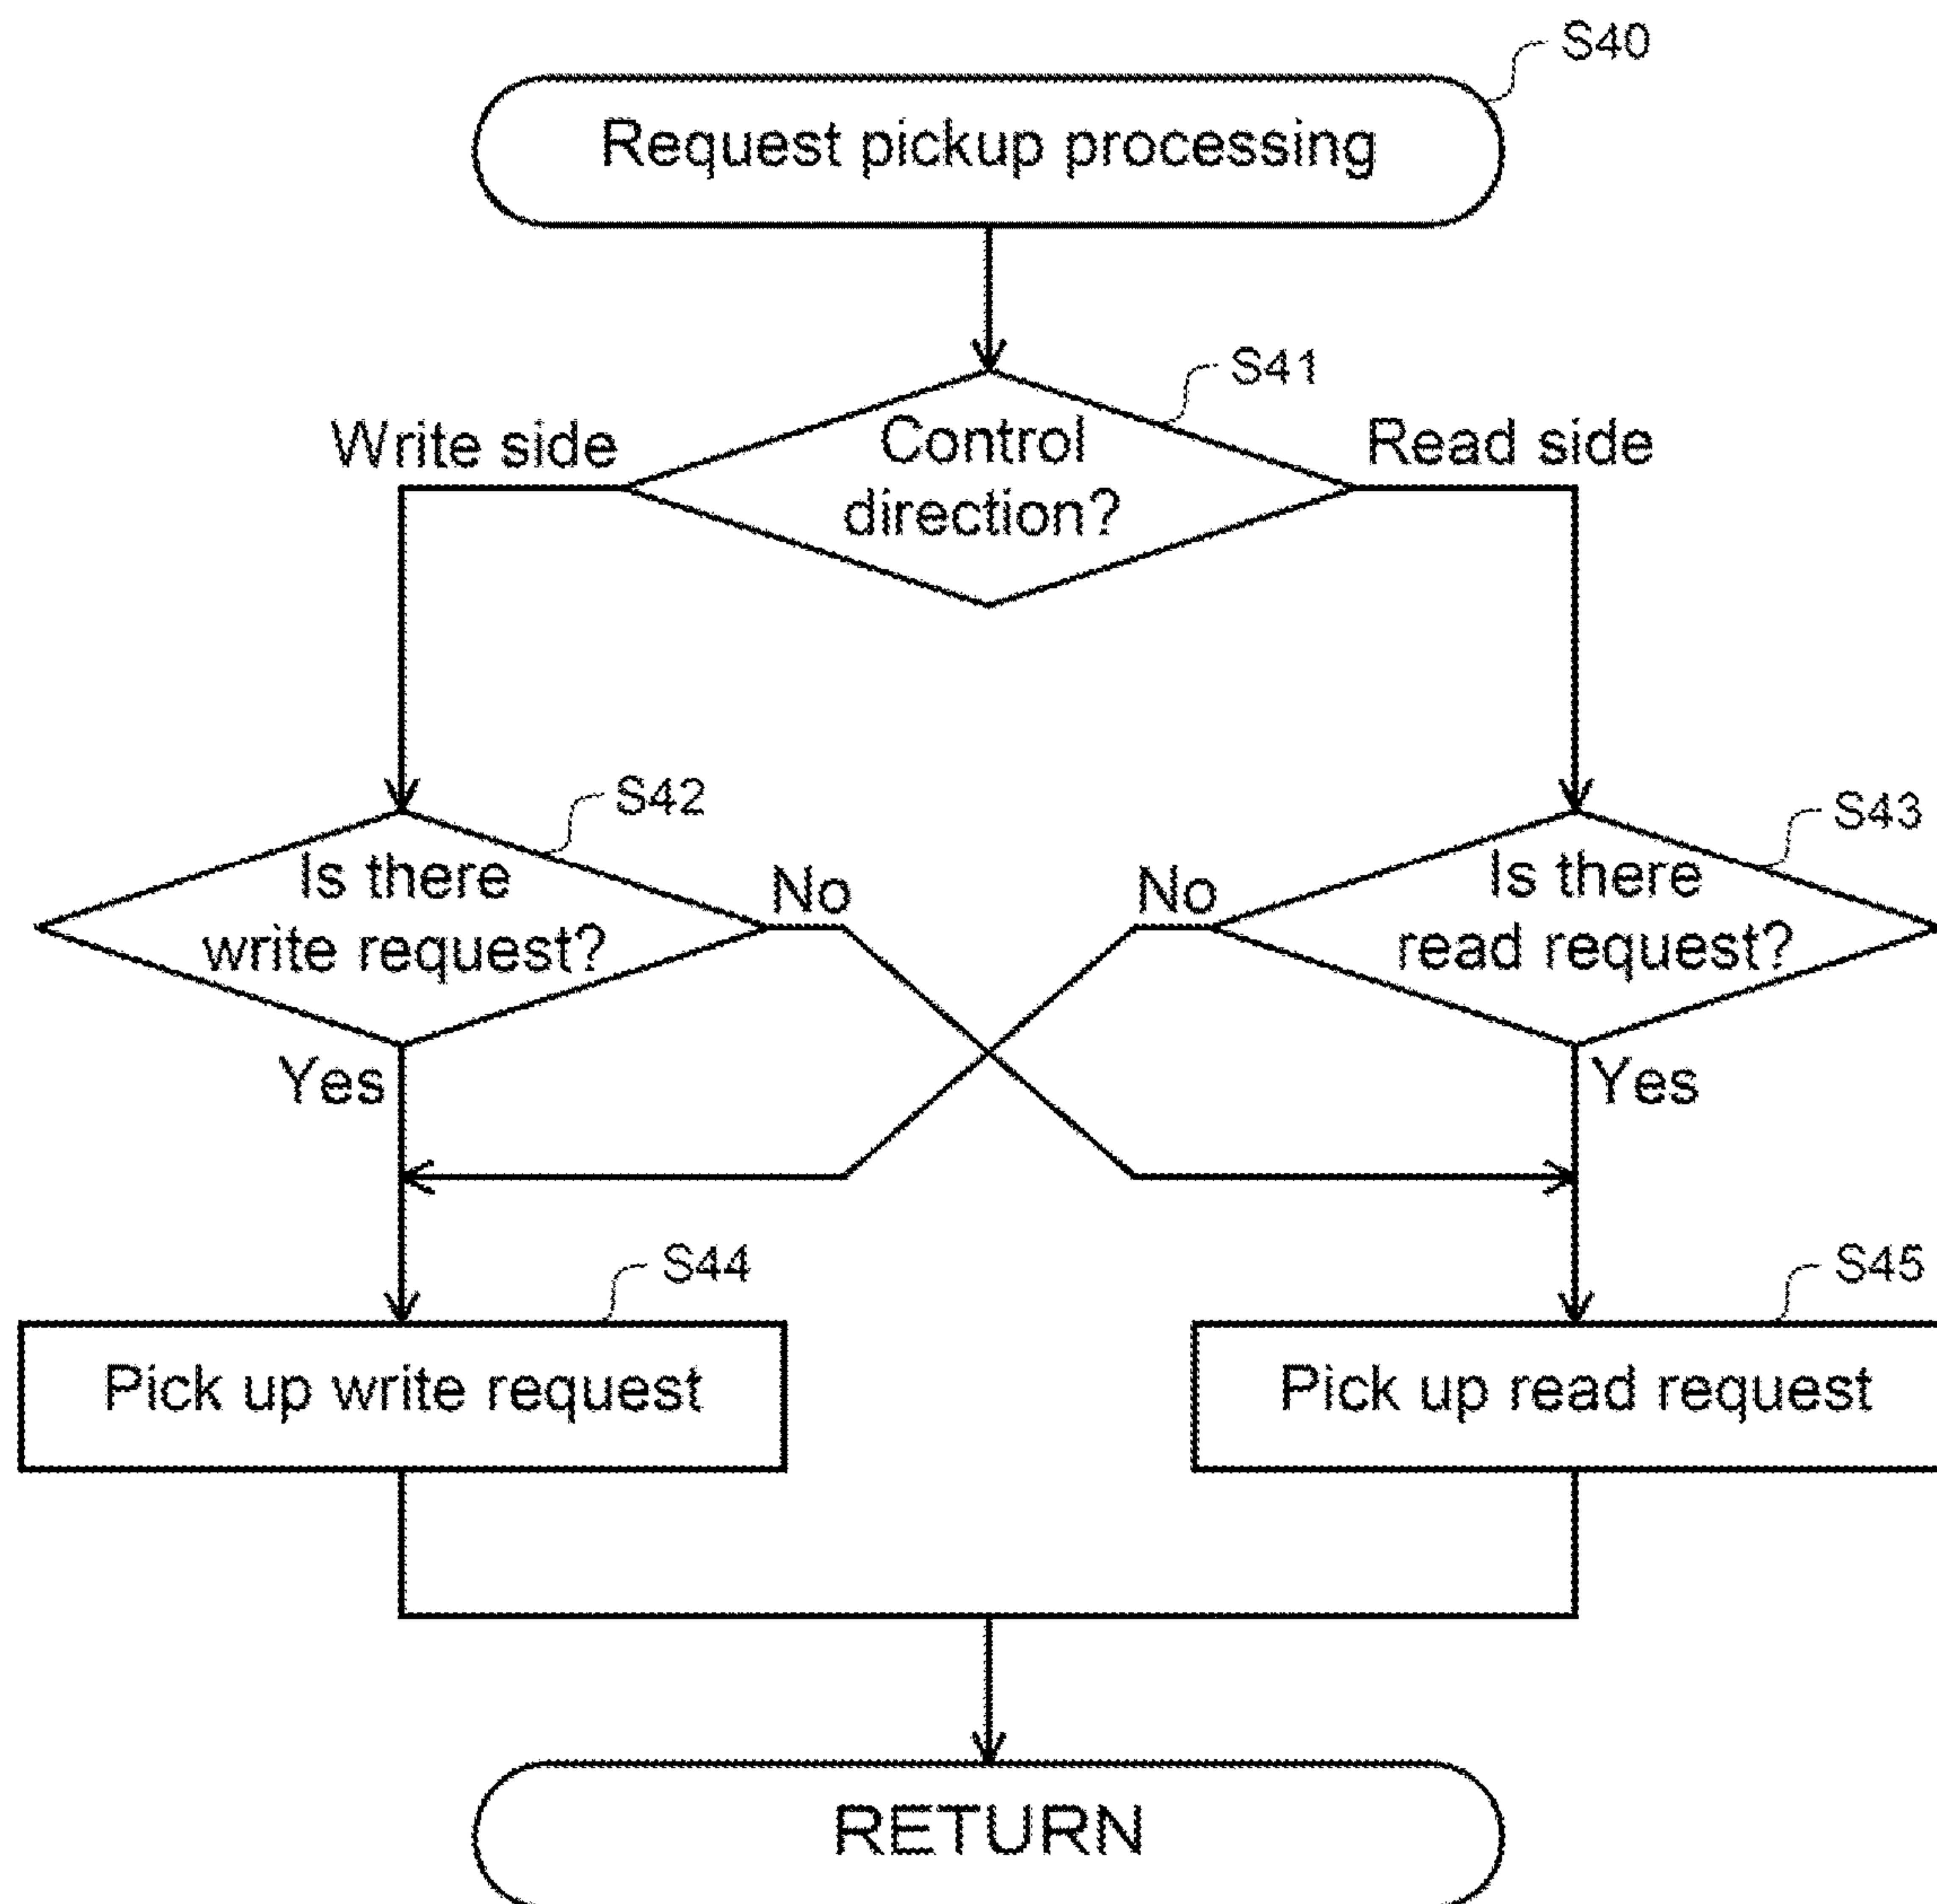 S40
Request pickup processing
S41
Write side
Control
direction?
Read side
S42
Is there
write request?
No
Yes
S43
Is there
read request?
No
Yes
S44
Pick up write request
S45
Pick up read request
RETURN